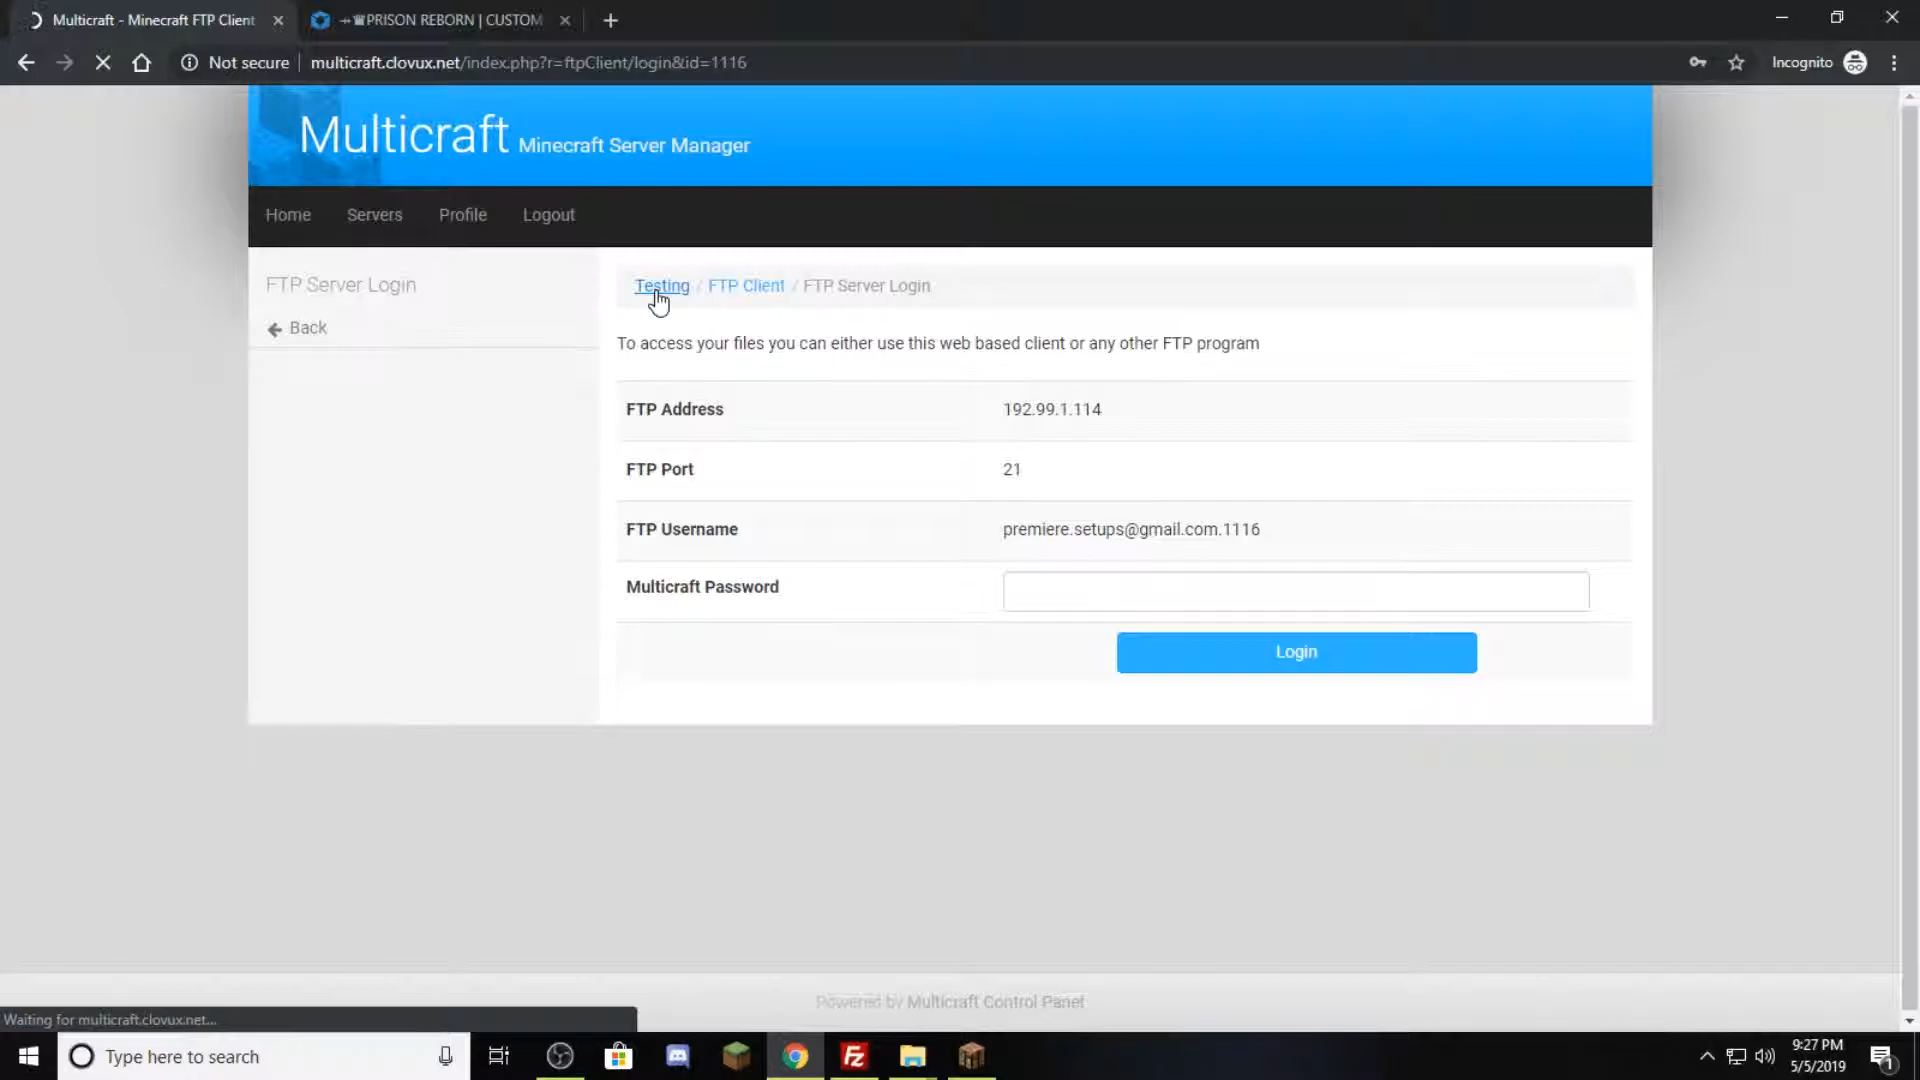 Multicraft - Minecraft FTP Client
PRISON REBORN | CUSTOM
Not secure
multicraft.clovux.net/index.php?r=ftpClient/login&id=1116
Incognito
Multicraft Minecraft Server Manager
Home Servers Profile Logout
FTP Server Login
Back
Testing / FTP Client / FTP Server Login
To access your files you can either use this web based client or any other FTP program
FTP Address 192.99.1.114
FTP Port 21
FTP Username premiere.setups@gmail.com.1116
Multicraft Password
Login
Powered by Multicraft Control Panel
Waiting for multicraft.clovux.net...
Type here to search
9:27 PM
5/5/2019
1